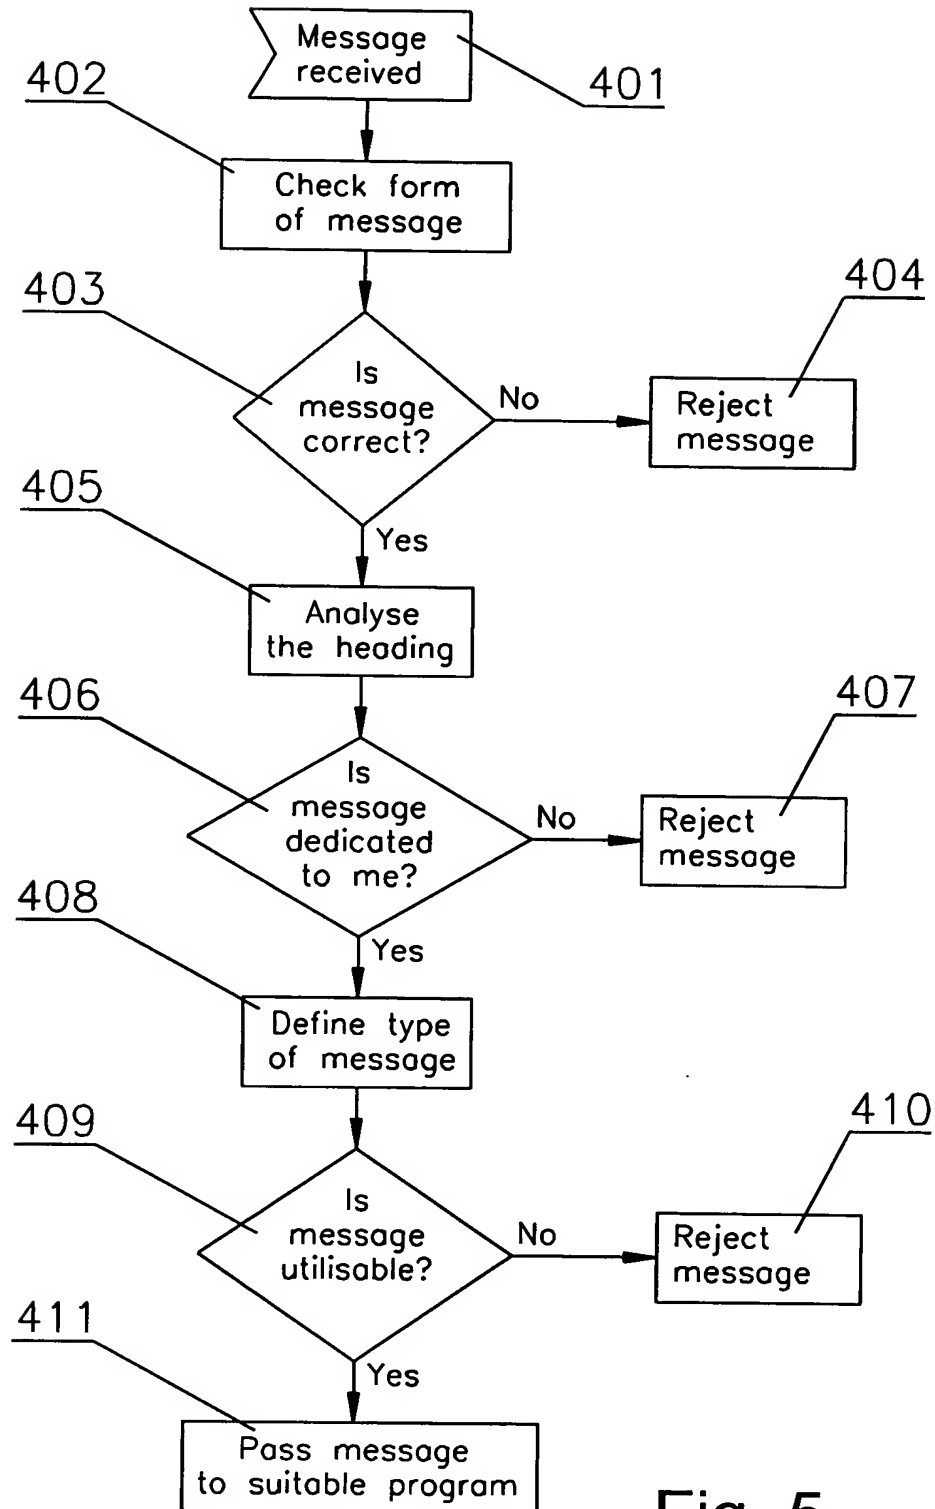 Message
received
401
402
Check form
of message
403
404
Is
message
correct?
No
Reject
message
405
Yes
Analyse
the heading
406
407
Is
message
dedicated
to me?
No
Reject
message
408
Yes
Define type
of message
409
410
Is
message
utilisable?
No
Reject
message
411
Yes
Pass message
to suitable program
Fig. 5